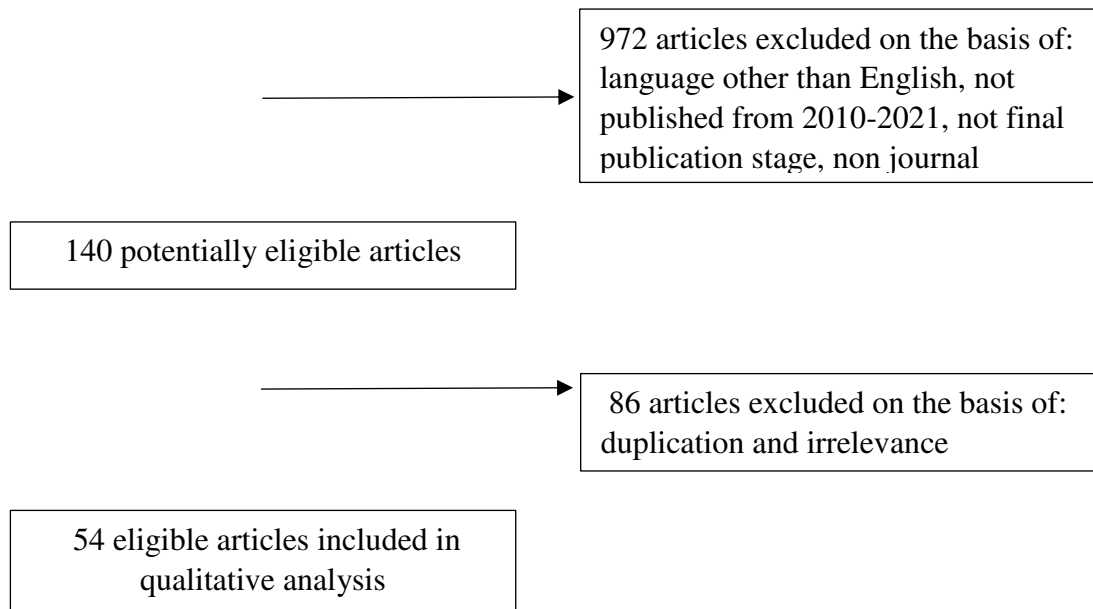 972 articles excluded on the basis of:
language other than English, not
published from 2010-2021, not final
publication stage, non journal
140 potentially eligible articles
86 articles excluded on the basis of:
duplication and irrelevance
54 eligible articles included in
qualitative analysis